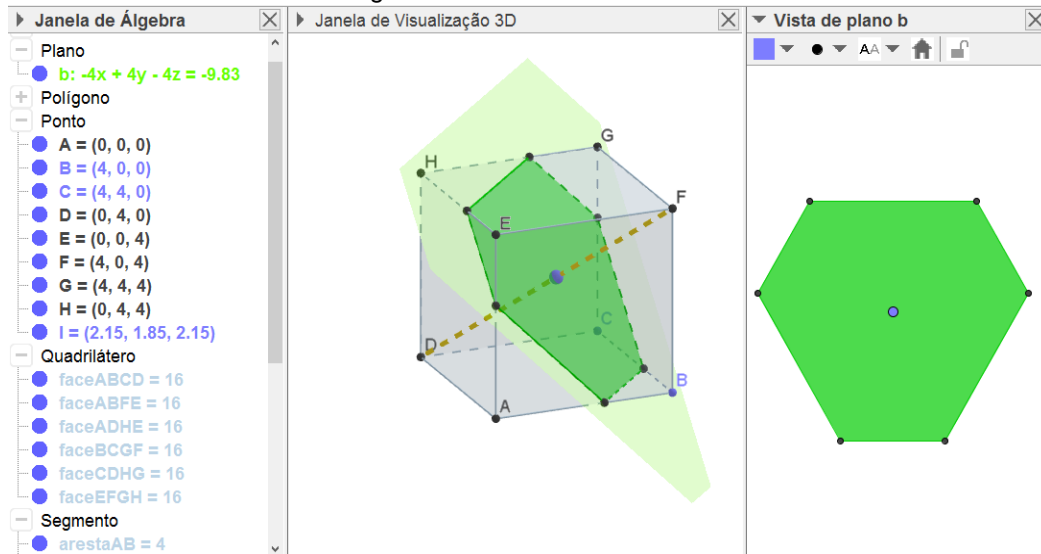 Janela de Álgebra
Plano
b: -4x + 4y - 4z = -9.83
Polígono
Ponto
A = (0, 0, 0)
B = (4, 0, 0)
C = (4, 4, 0)
D = (0, 4, 0)
E = (0, 0, 4)
F = (4, 0, 4)
G = (4, 4, 4)
H = (0, 4, 4)
I = (2.15, 1.85, 2.15)
Quadrilátero
faceABCD = 16
faceABFE = 16
faceADHE = 16
faceBCGF = 16
faceCDHG = 16
faceEFGH = 16
Segmento
arestaAB = 4
Janela de Visualização 3D
G
H
F
E
C
D
B
A
Vista de plano b
AA